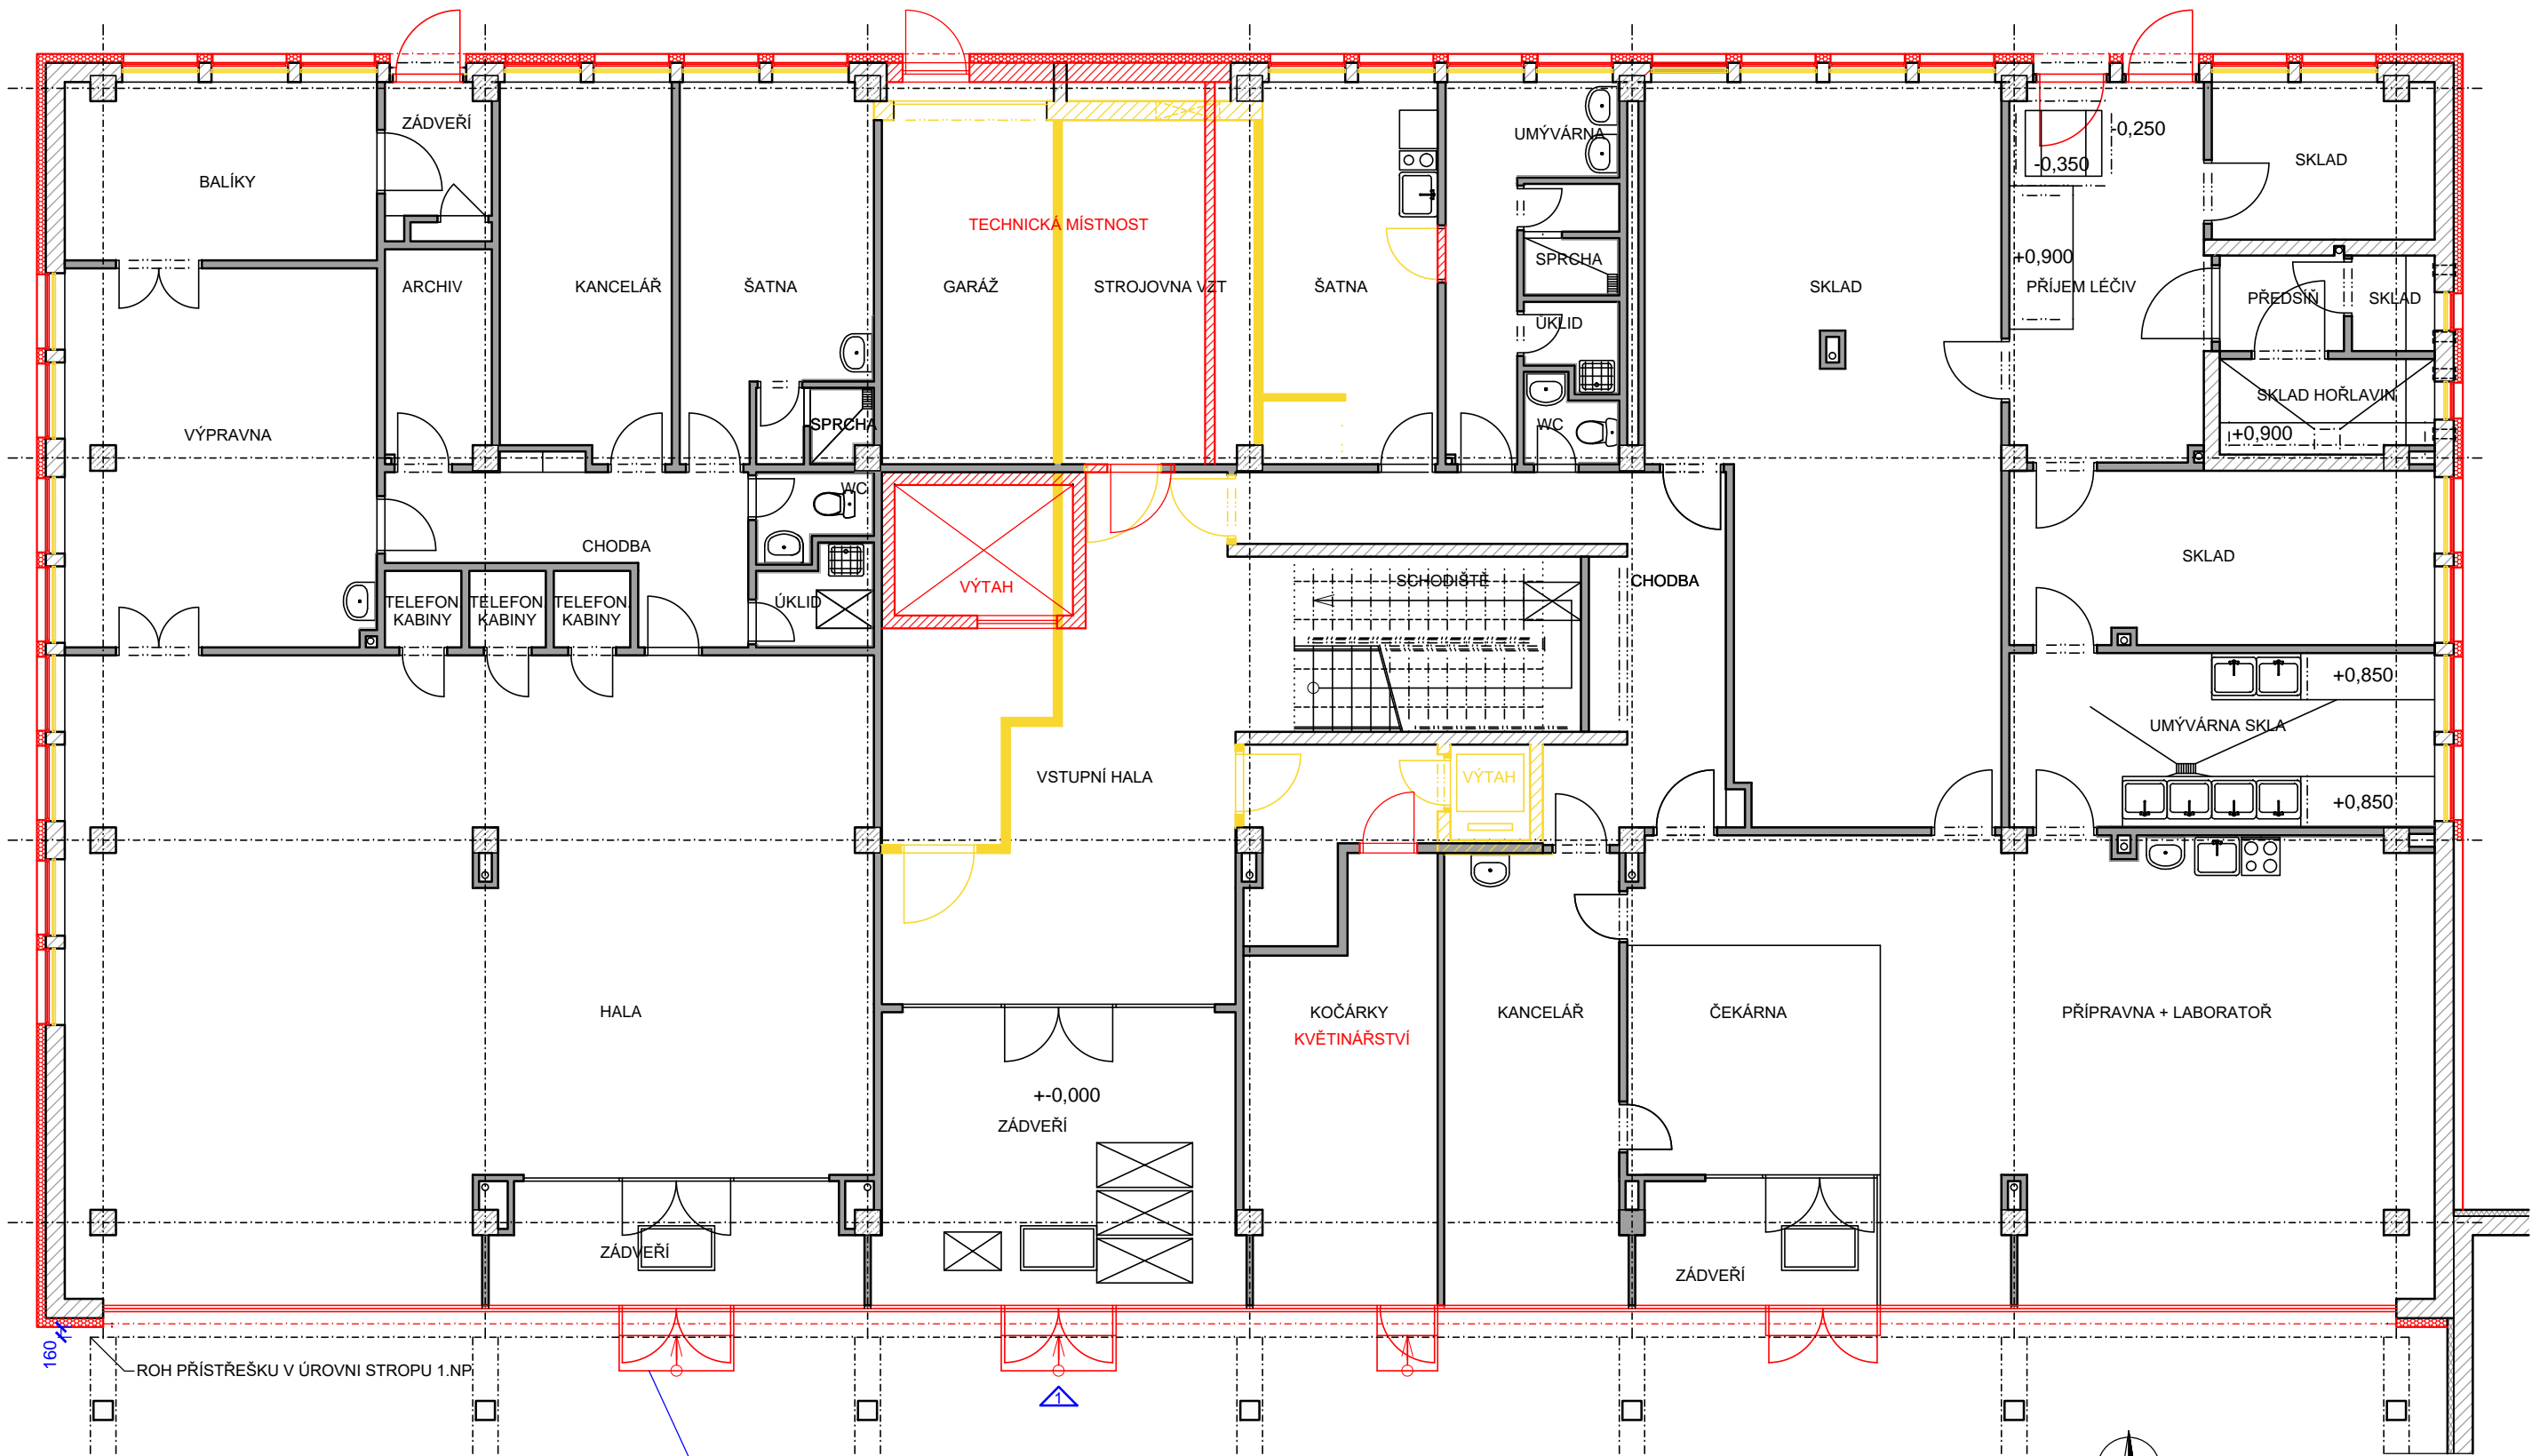 ZÁDVEŘÍ
-0,250
UMÝVÁRNA
SKLAD
-0,350
BALÍKY
TECHNICKÁ MÍSTNOST
+0,900
SPRCHA
ARCHIV
KANCELÁŘ
ŠATNA
GARÁŽ
STROJOVNA VZT
ŠATNA
SKLAD
PŘÍJEM LÉČIV
PŘEDSÍŇ
SKLAD
ÚKLID
SKLAD HOŘLAVIN
SPRCHA
WC
+0,900
VÝPRAVNA
WC
CHODBA
SKLAD
VÝTAH
SCHODIŠTĚ
CHODBA
TELEFON.
KABINY
TELEFON.
KABINY
TELEFON.
KABINY
ÚKLID
+0,850
UMÝVÁRNA SKLA
VSTUPNÍ HALA
VÝTAH
+0,850
HALA
KOČÁRKY
KVĚTINÁŘSTVÍ
KANCELÁŘ
ČEKÁRNA
PŘÍPRAVNA + LABORATOŘ
+-0,000
ZÁDVEŘÍ
ZÁDVEŘÍ
ZÁDVEŘÍ
160
ROH PŘÍSTŘEŠKU V ÚROVNI STROPU 1.NP
1